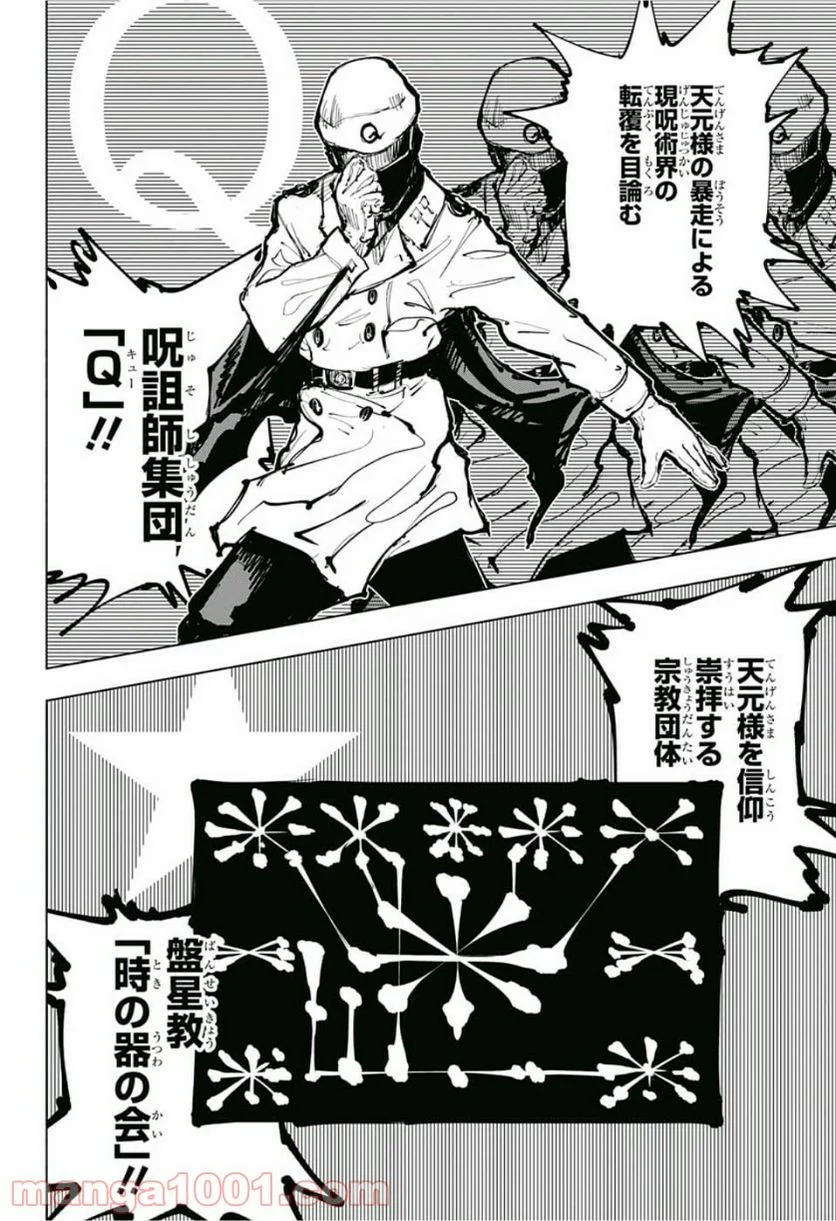 天元様の暴走による
現呪術界の
転覆を目論む
Q
Q
呪詛師集団
「Q」!!
天元様を信仰
崇拝する
宗教団体
盤星教
「時の器の会」!!
manga1001.com